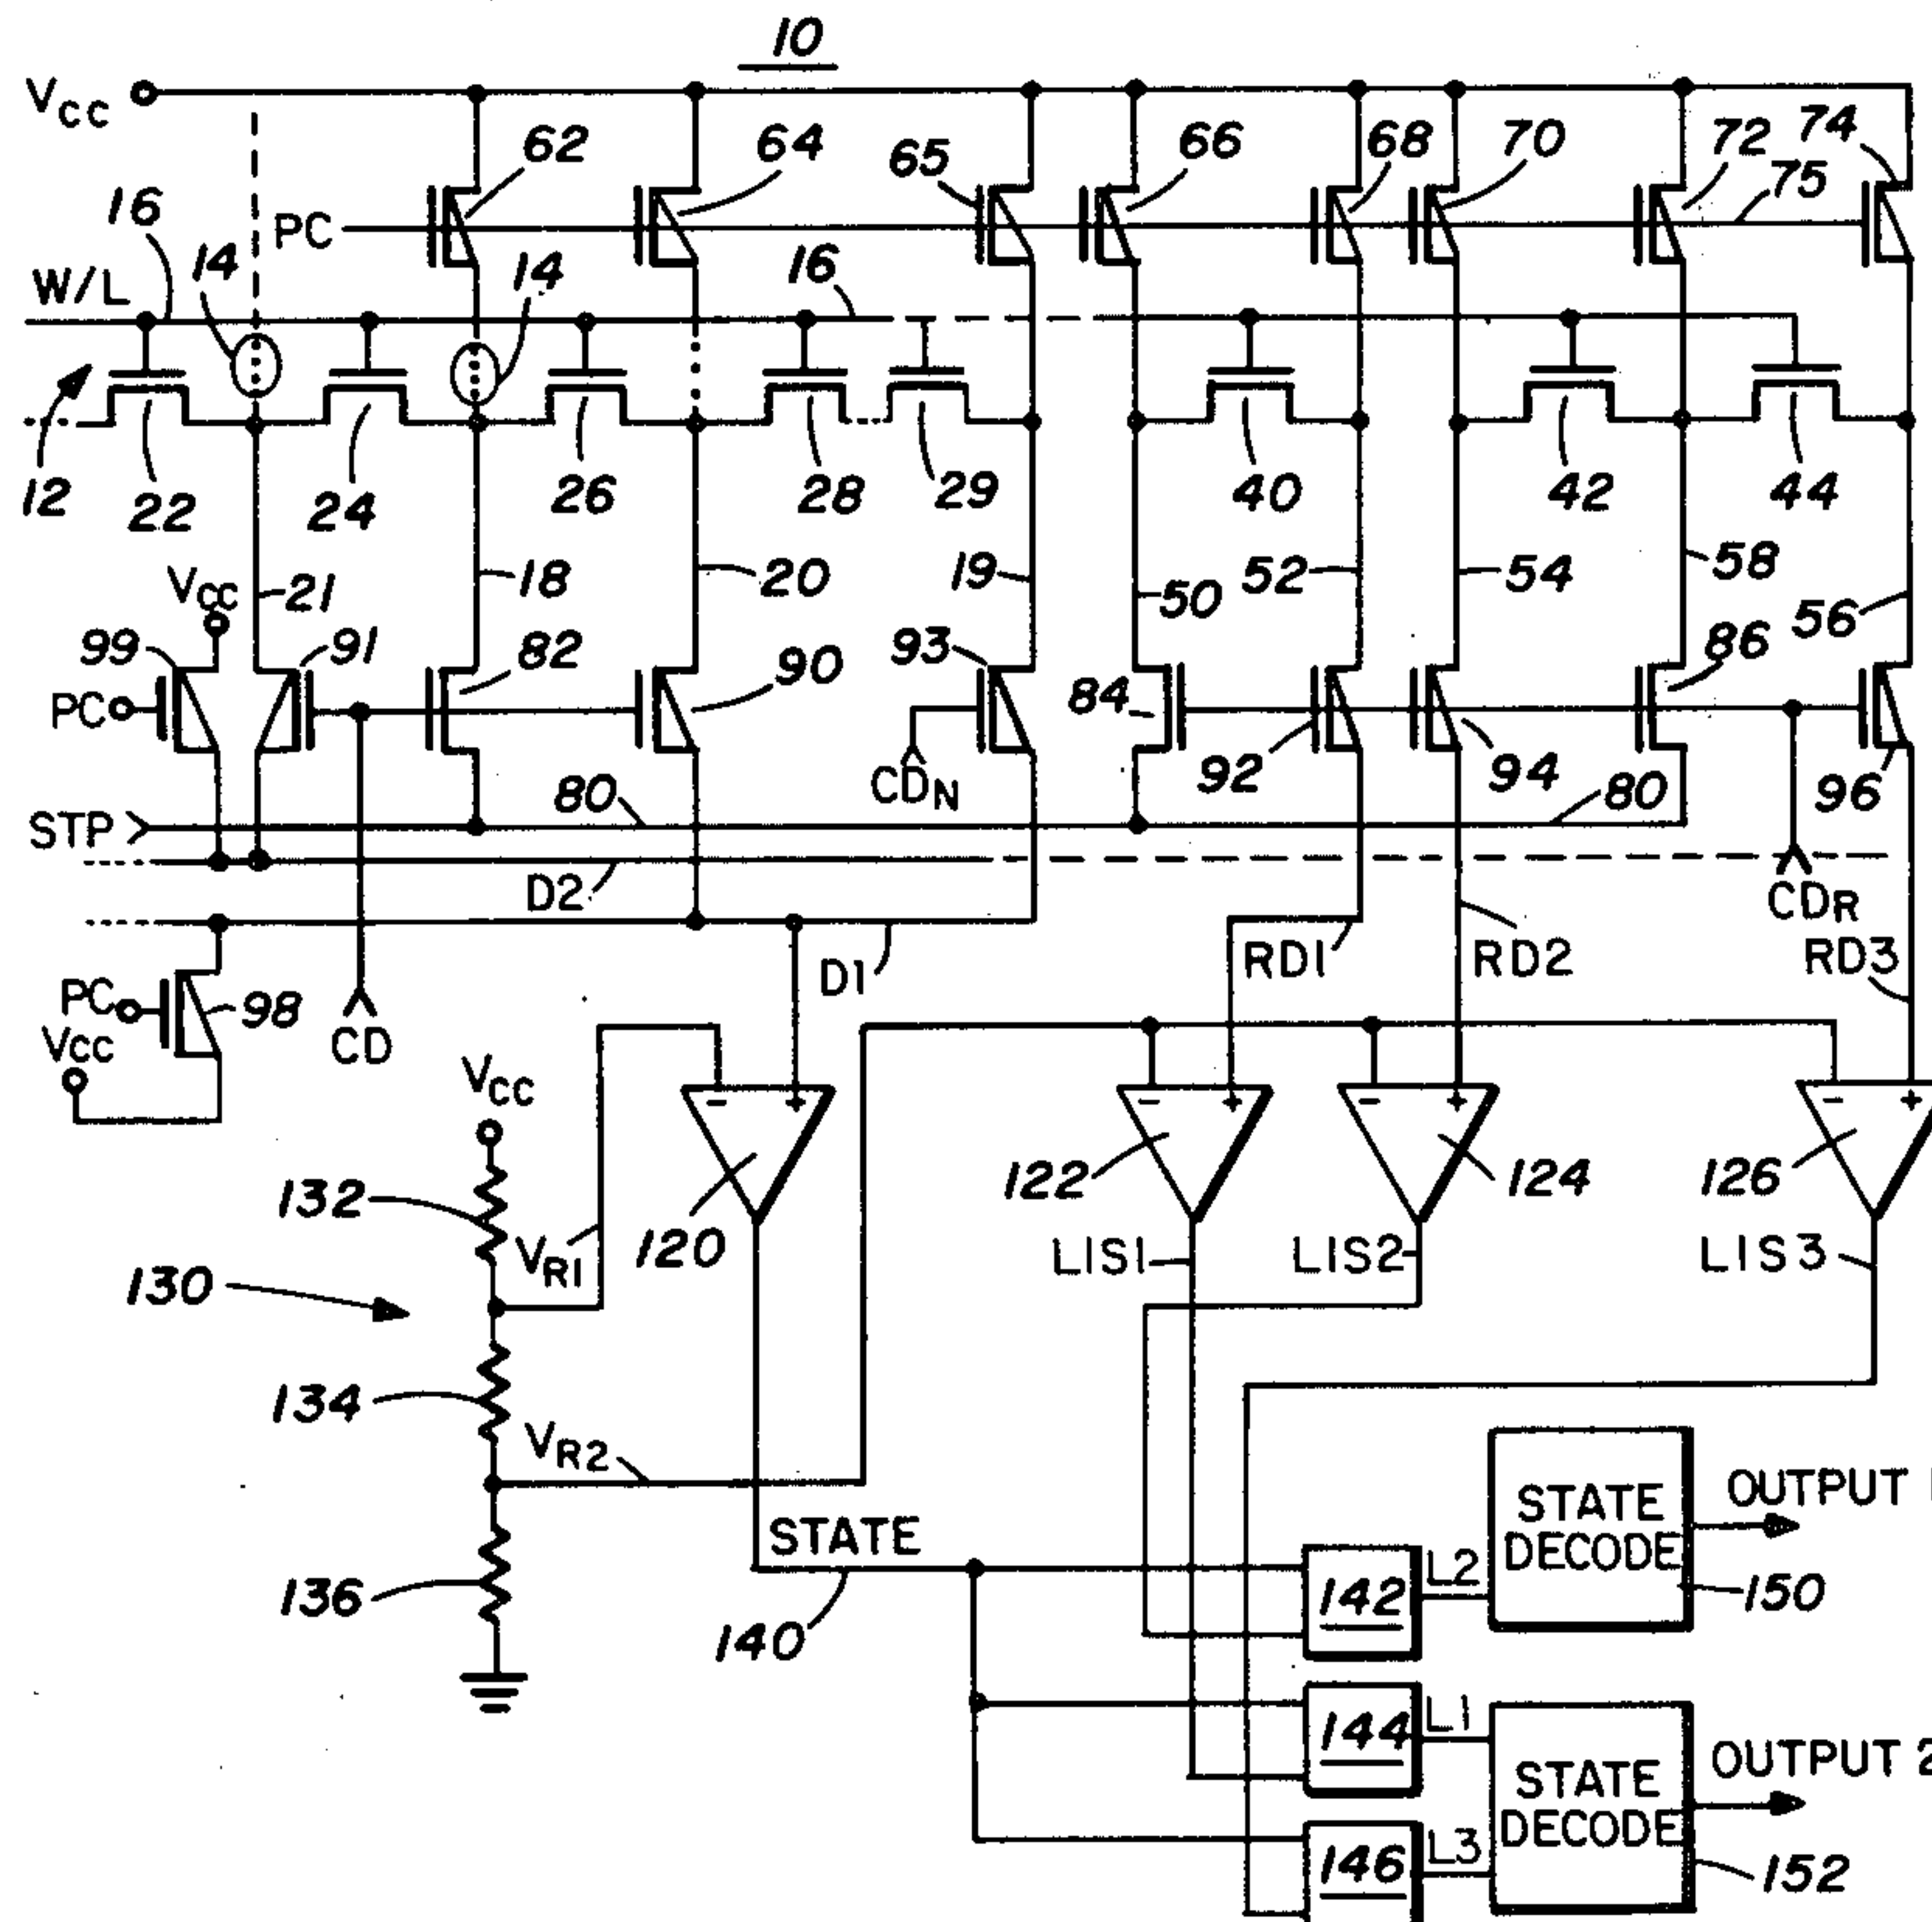 10
VCC
62
64
65
66
68
70
72
74
75
16
14
PC
14
16
W/L
12
22
24
26
28
29
40
42
44
VCC
21
18
20
19
50
52
54
58
56
99
91
82
90
93
84
92
94
86
96
PC
CDN
STP
80
80
D2
CDR
D1
RD1
RD2
RD3
PC
98
VCC
CD
VCC
132
VR1
120
122
124
126
130
LIS1
LIS2
LIS3
134
VR2
STATE
136
140
142
L2
STATE DECODE
OUTPUT 1
150
144
L1
STATE DECODE
OUTPUT 2
146
L3
152
- +
- +
- +
- +